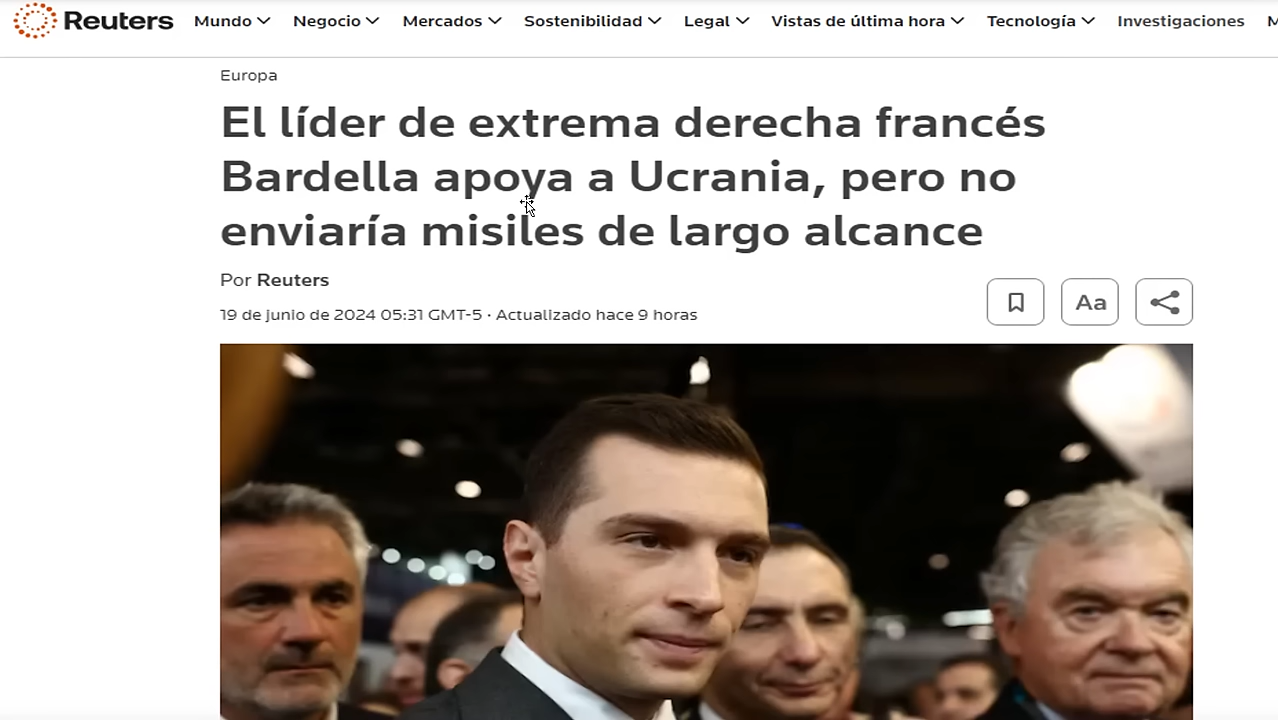 Reuters Mundo Negocio Mercados Sostenibilidad Legal Vistas de última hora Tecnología Investigaciones M
Europa
El líder de extrema derecha francés
Bardella apoya a Ucrania, pero no
enviaría misiles de largo alcance
Por Reuters
19 de junio de 2024 05:31 GMT-5 · Actualizado hace 9 horas
Aa